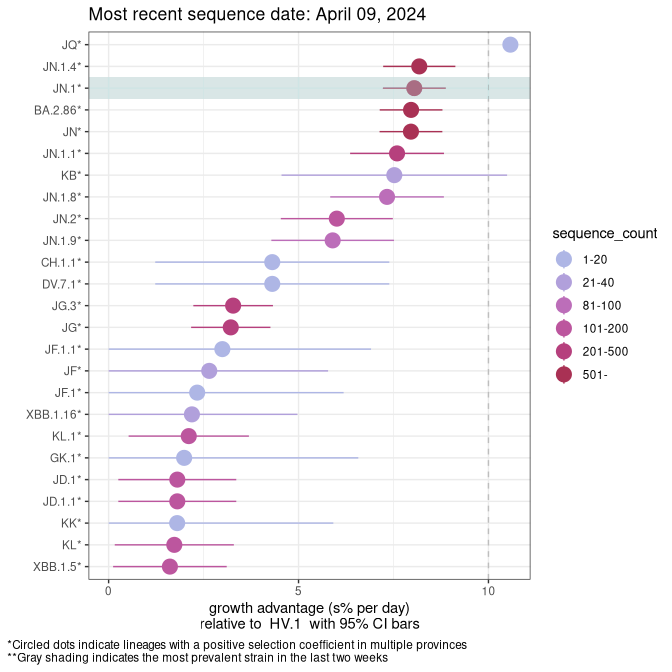 Most recent sequence date: April 09, 2024
JQ*
JN.1.4*
JN.1*
BA.2.86*
JN*
JN.1.1*
KB*
JN.1.8*
JN.2*
JN.1.9*
CH.1.1*
DV.7.1*
JG.3*
JG*
JF.1.1*
JF*
JF.1*
XBB.1.16*
KL.1*
GK.1*
JD.1*
JD.1.1*
KK*
KL*
XBB.1.5*
0 5 10
growth advantage (s% per day)
relative to HV.1 with 95% CI bars
sequence_count
1-20
21-40
81-100
101-200
201-500
501-
*Circled dots indicate lineages with a positive selection coefficient in multiple provinces
**Gray shading indicates the most prevalent strain in the last two weeks